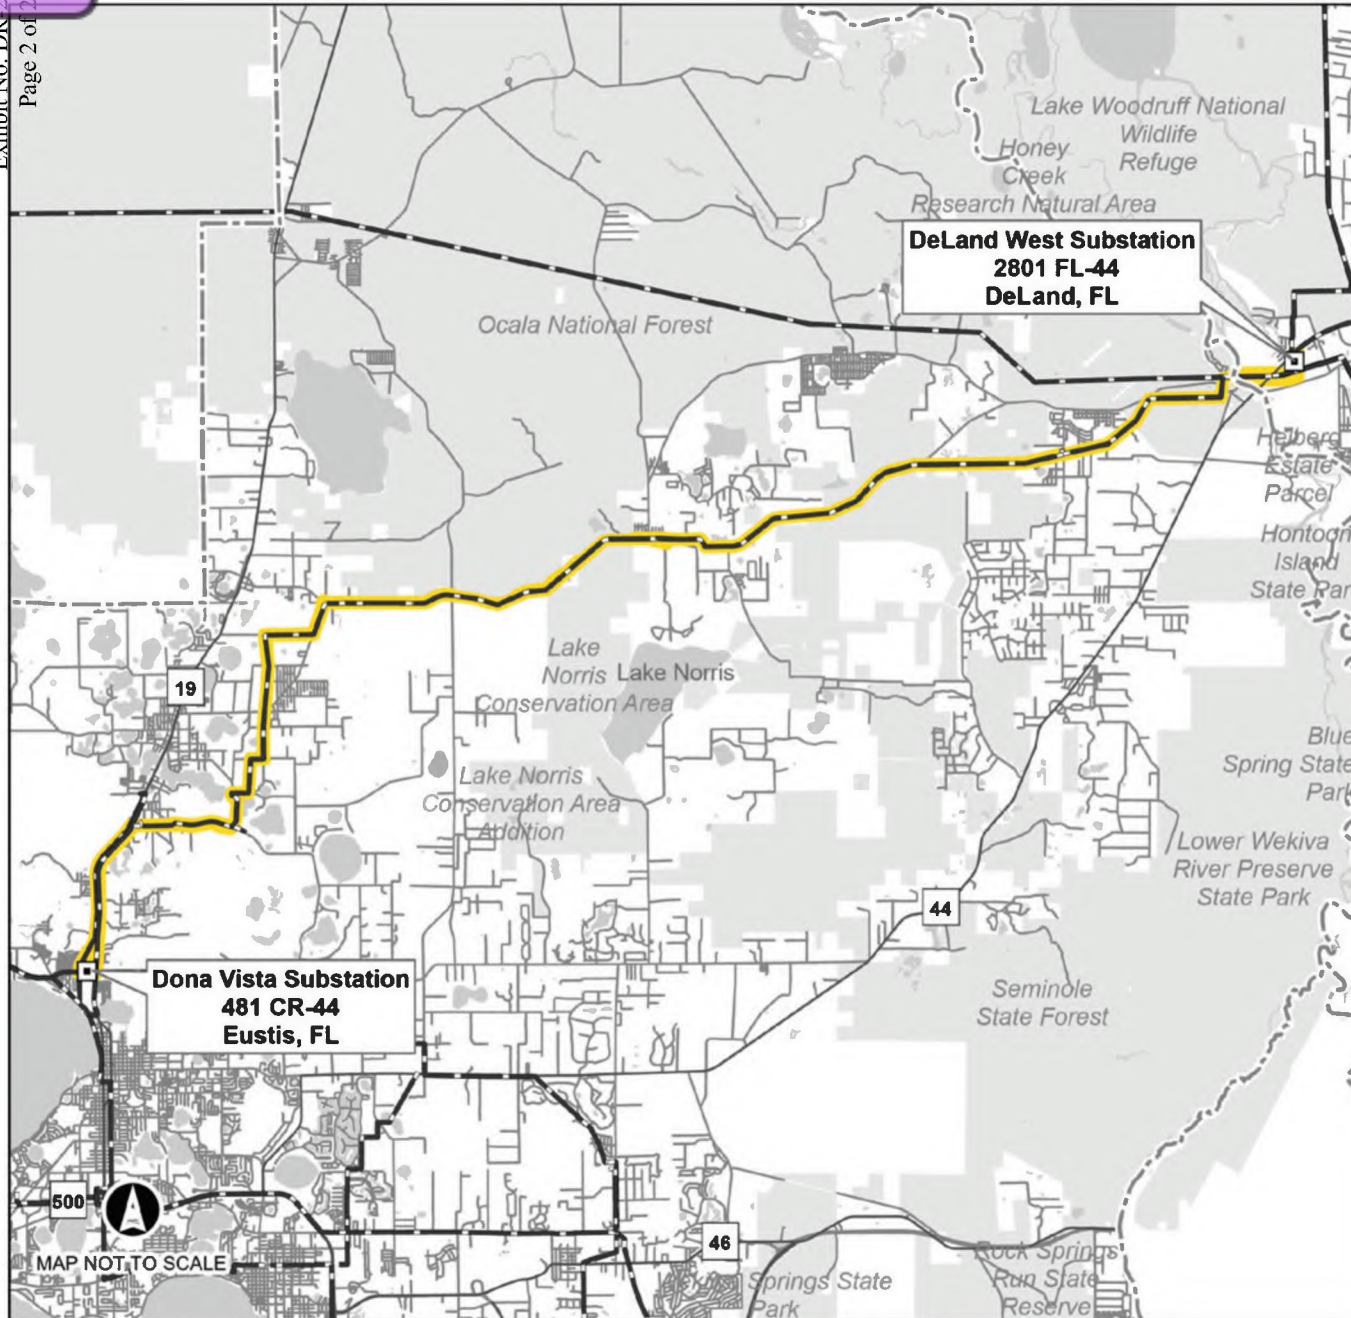 Page 2 of 2
Lake Woodruff National
Wildlife
Refuge
Honey
Creek
Research Natural Area
DeLand West Substation
2801 FL-44
DeLand, FL
Ocala National Forest
Estate
Parcel
Hontoon
Island
State Par
19
Lake
Norris
Conservation Area
Lake Norris
Lake Norris
Conservation Area
Addition
Blue
Spring State
Park
Lower Wekiva
River Preserve
State Park
44
Dona Vista Substation
481 CR-44
Eustis, FL
Seminole
State Forest
500
MAP NOT TO SCALE
46
Springs State
Park
Rock Springs
Run State
Reserve